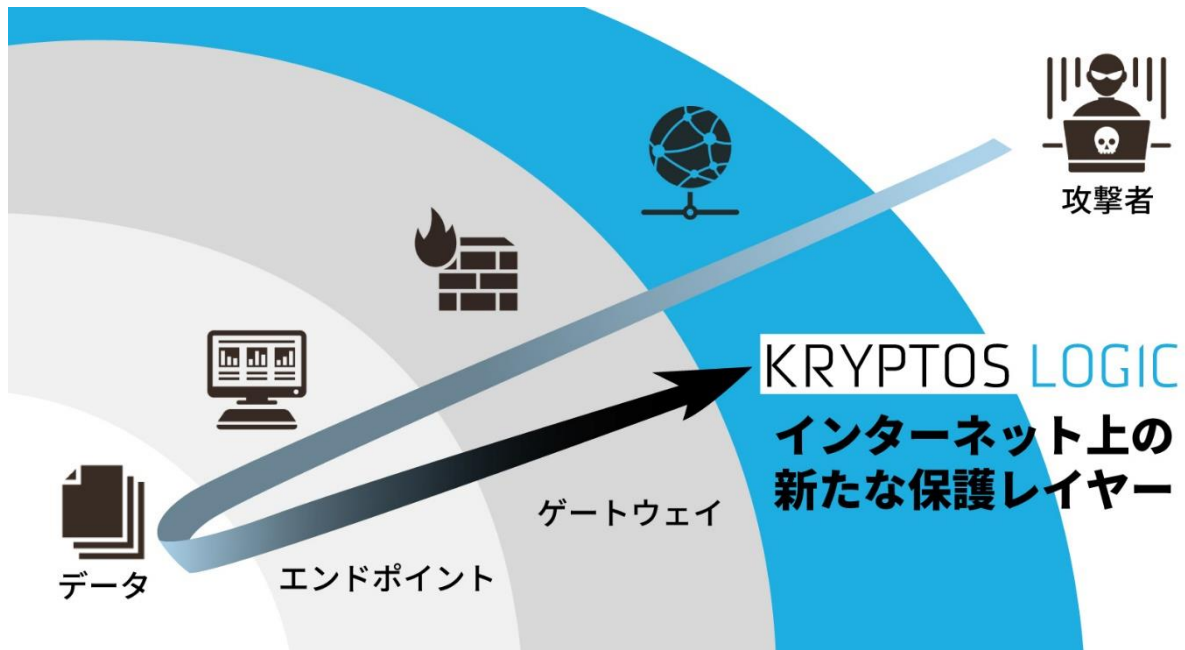 攻撃者
KRYPTOS LOGIC
インターネット上の
新たな保護レイヤー
ゲートウェイ
エンドポイント
データ